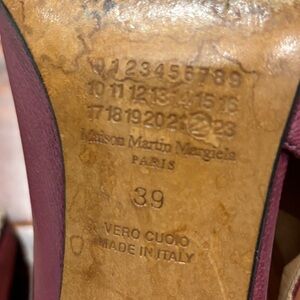 0 1 2 3 4 5 6 7 8 9
10 11 12 13 14 15 16
17 18 19 20 21 22 23
Maison Martin Margiela
PARIS
39
VERO CUOIO
MADE IN ITALY